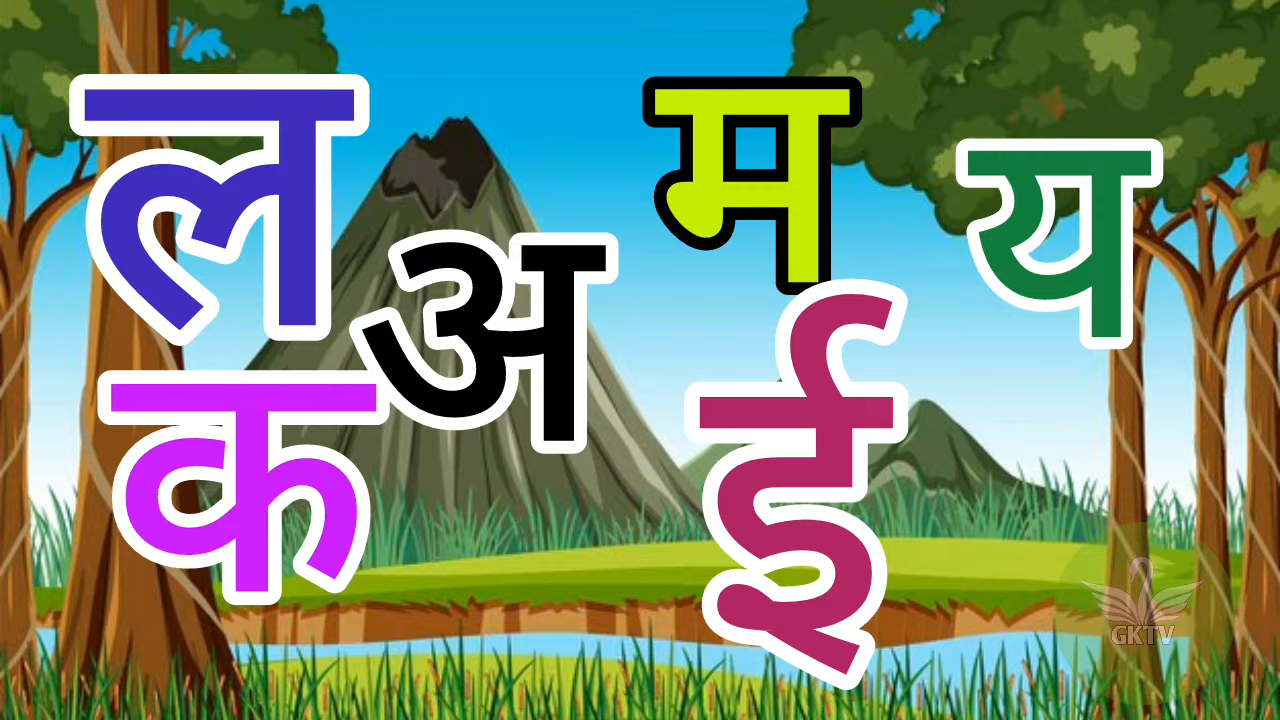 ल म य
अ
क ई
GKTV